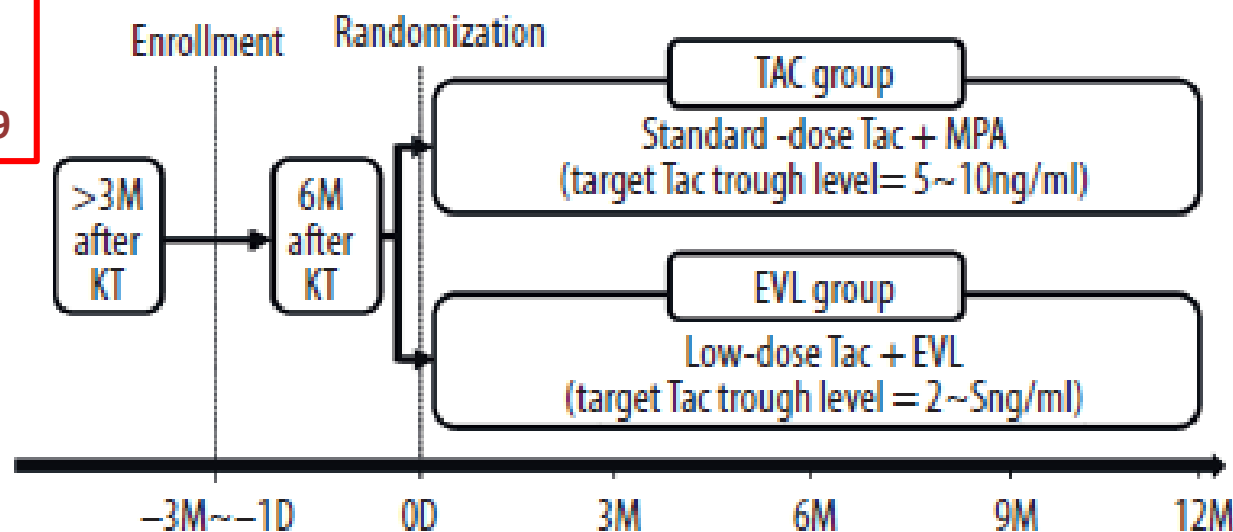 9
Enrollment
Randomization
>3M
after
KT
6M
after
KT
TAC group
Standard -dose Tac + MPA
(target Tac trough level= 5~10ng/ml)
EVL group
Low-dose Tac + EVL
(target Tac trough level = 2~5ng/ml)
−3M~−1D
0D
3M
6M
9M
12M